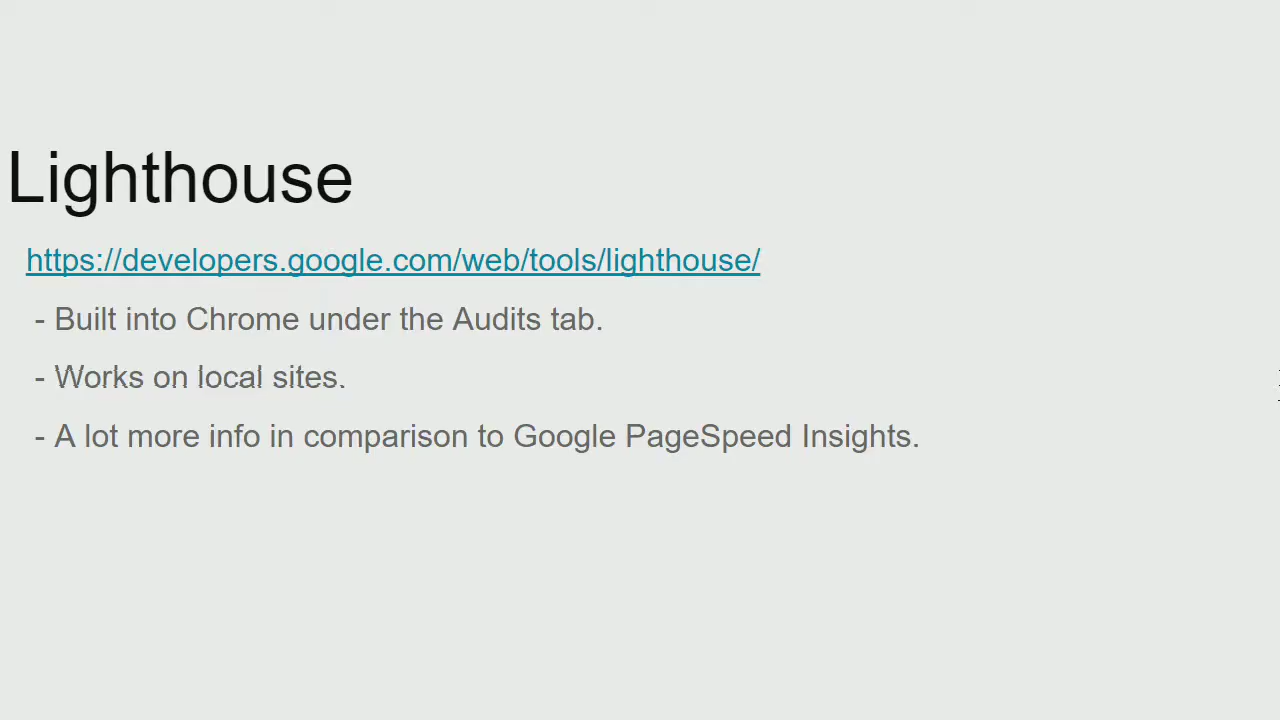 Lighthouse
https://developers.google.com/web/tools/lighthouse/
- Built into Chrome under the Audits tab.
- Works on local sites.
- A lot more info in comparison to Google PageSpeed Insights.